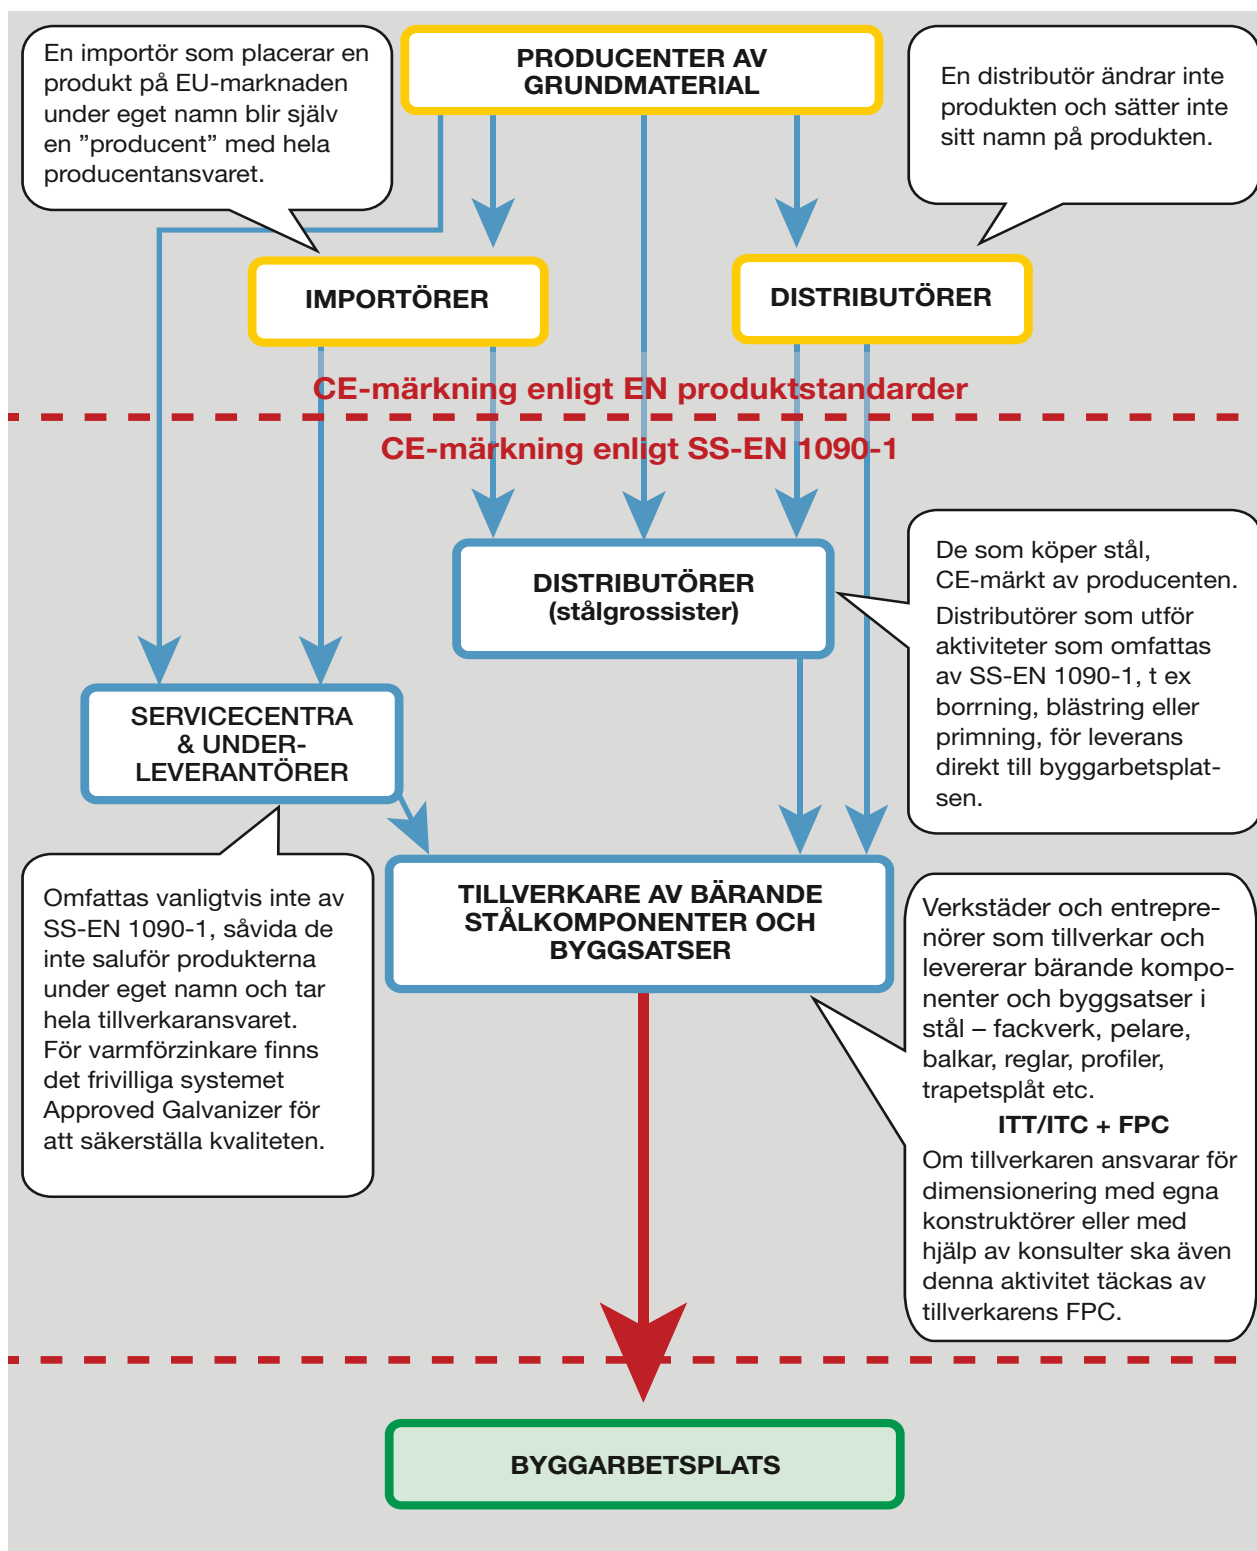 En importör som placerar en
produkt på EU-marknaden
under eget namn blir själv
en ”producent” med hela
producentansvaret.
PRODUCENTER AV
GRUNDMATERIAL
En distributör ändrar inte
produkten och sätter inte
sitt namn på produkten.
IMPORTÖRER
DISTRIBUTÖRER
CE-märkning enligt EN produktstandarder
CE-märkning enligt SS-EN 1090-1
DISTRIBUTÖRER
(stålgrossister)
De som köper stål,
CE-märkt av producenten.
Distributörer som utför
aktiviteter som omfattas
av SS-EN 1090-1, t ex
borrning, blästring eller
primning, för leverans
direkt till byggarbetsplat-
sen.
SERVICECENTRA
& UNDER-
LEVERANTÖRER
Omfattas vanligtvis inte av
SS-EN 1090-1, såvida de
inte saluför produkterna
under eget namn och tar
hela tillverkaransvaret.
För varmförzinkare finns
det frivilliga systemet
Approved Galvanizer för
att säkerställa kvaliteten.
TILLVERKARE AV BÄRANDE
STÅLKOMPONENTER OCH
BYGGSATSER
Verkstäder och entrepre-
nörer som tillverkar och
levererar bärande kompo-
nenter och byggsatser i
stål – fackverk, pelare,
balkar, reglar, profiler,
trapetsplåt etc.
ITT/ITC + FPC
Om tillverkaren ansvarar för
dimensionering med egna
konstruktörer eller med
hjälp av konsulter ska även
denna aktivitet täckas av
tillverkarens FPC.
BYGGARBETSPLATS